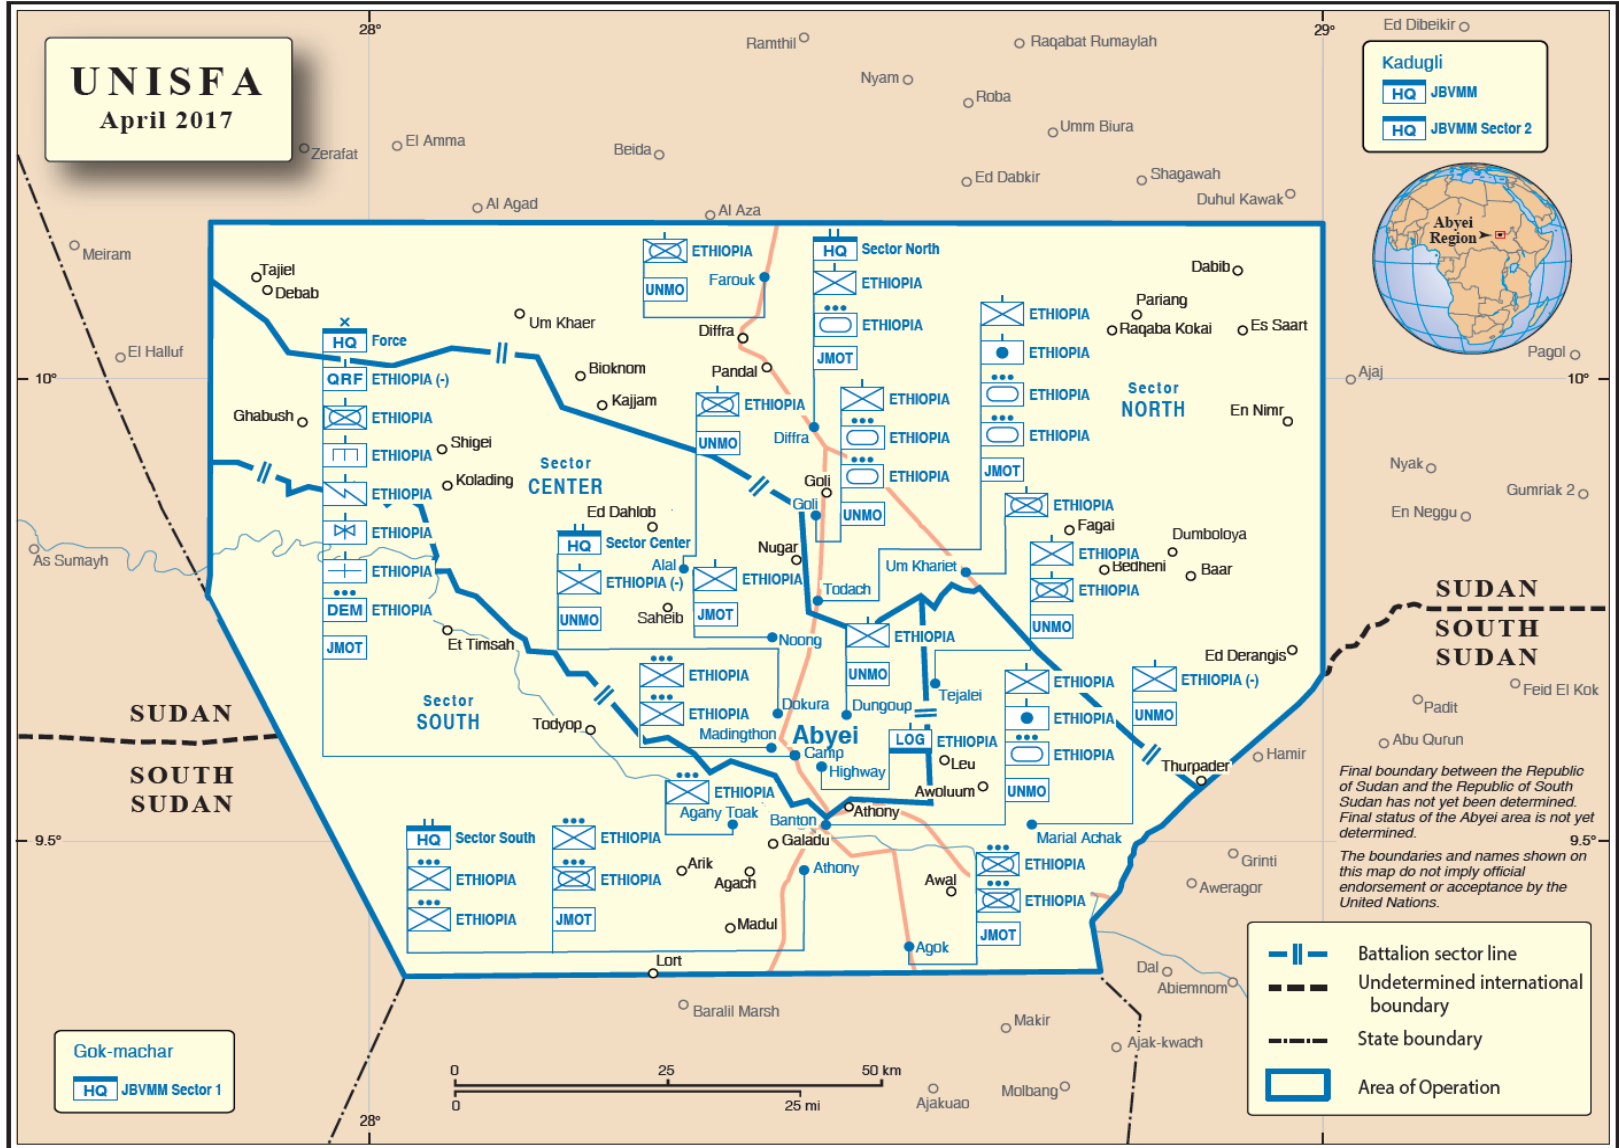 UNISFA
April 2017
28°
29°
Ramthil
Raqabat Rumaylah
Ed Dibeikir
Nyam
Roba
Umm Biura
Zerafat
El Amma
Beida
Ed Dabkir
Shagawah
Duhul Kawak
Al Agad
Al Aza
Meiram
El Halluf
Kadugli
HQ JBVMM
HQ JBVMM Sector 2
Abyei
Region
Pagol
Ajaj
10°
10°
Tajiel
Debab
Um Khaer
ETHIOPIA
UNMO
Farouk
HQ Sector North
ETHIOPIA
ETHIOPIA
JMOT
Dabib
Pariang
Raqaba Kokai
Es Saart
Diffra
Pandal
ETHIOPIA
ETHIOPIA
ETHIOPIA
ETHIOPIA
JMOT
Sector
NORTH
En Nimr
HQ Force
QRF ETHIOPIA (-)
ETHIOPIA
ETHIOPIA
ETHIOPIA
ETHIOPIA
ETHIOPIA
DEM ETHIOPIA
JMOT
Ghabush
Shigei
Kolading
Bioknom
Kajjam
Sector
CENTER
ETHIOPIA
UNMO
Diffra
ETHIOPIA
ETHIOPIA
ETHIOPIA
UNMO
Goli
Goli
Nyak
Gumriak 2
En Neggu
Ed Dahlob
HQ Sector Center
ETHIOPIA (-)
UNMO
Alal
Saheib
Nugar
ETHIOPIA
JMOT
Todach
Um Khariet
ETHIOPIA
Fagai
ETHIOPIA
Bedheni
ETHIOPIA
UNMO
Dumboloya
Baar
As Sumayh
Et Timsah
Noong
ETHIOPIA
UNMO
Tejalei
Ed Derangis
SUDAN
SOUTH
SUDAN
Feid El Kok
Padit
Abu Qurun
Hamir
SUDAN
SOUTH
SUDAN
Sector
SOUTH
Todyop
ETHIOPIA
ETHIOPIA
Madingthon
Dokura
Dungoup
Abyei
Camp
Highway
LOG ETHIOPIA
Leu
Awoluum
ETHIOPIA
ETHIOPIA
ETHIOPIA
UNMO
ETHIOPIA (-)
UNMO
Thurpader
ETHIOPIA
Agany Toak
Banton
Athony
Marial Achak
Galadu
Athony
Arik
Agach
Awal
Madul
Lort
Agok
ETHIOPIA
ETHIOPIA
JMOT
9.5°
9.5°
HQ Sector South
ETHIOPIA
ETHIOPIA
ETHIOPIA
ETHIOPIA
JMOT
Grinti
Aweragor
Final boundary between the Republic
of Sudan and the Republic of South
Sudan has not yet been determined.
Final status of the Abyei area is not yet
determined.
The boundaries and names shown on
this map do not imply official
endorsement or acceptance by the
United Nations.
Dal
Abiemnom
Baralil Marsh
Makir
Ajak-kwach
Molbang
Ajakuao
Gok-machar
HQ JBVMM Sector 1
0 25 50 km
0 25 mi
28°
Battalion sector line
Undetermined international
boundary
State boundary
Area of Operation